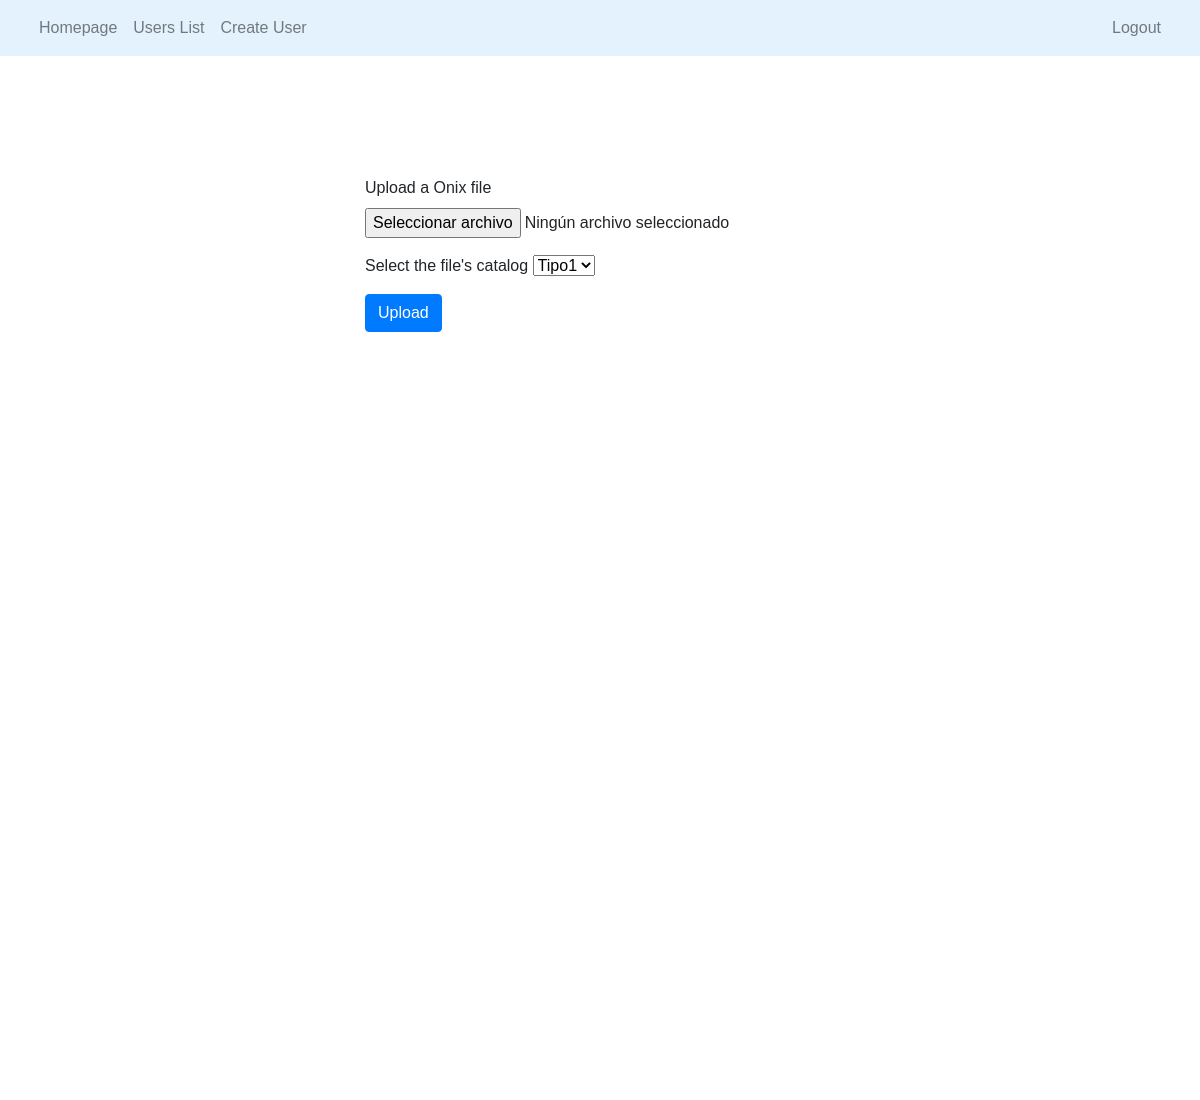 Homepage Users List Create User Logout
Upload a Onix file
Seleccionar archivo Ningún archivo seleccionado
Select the file's catalog Tipo1
Upload